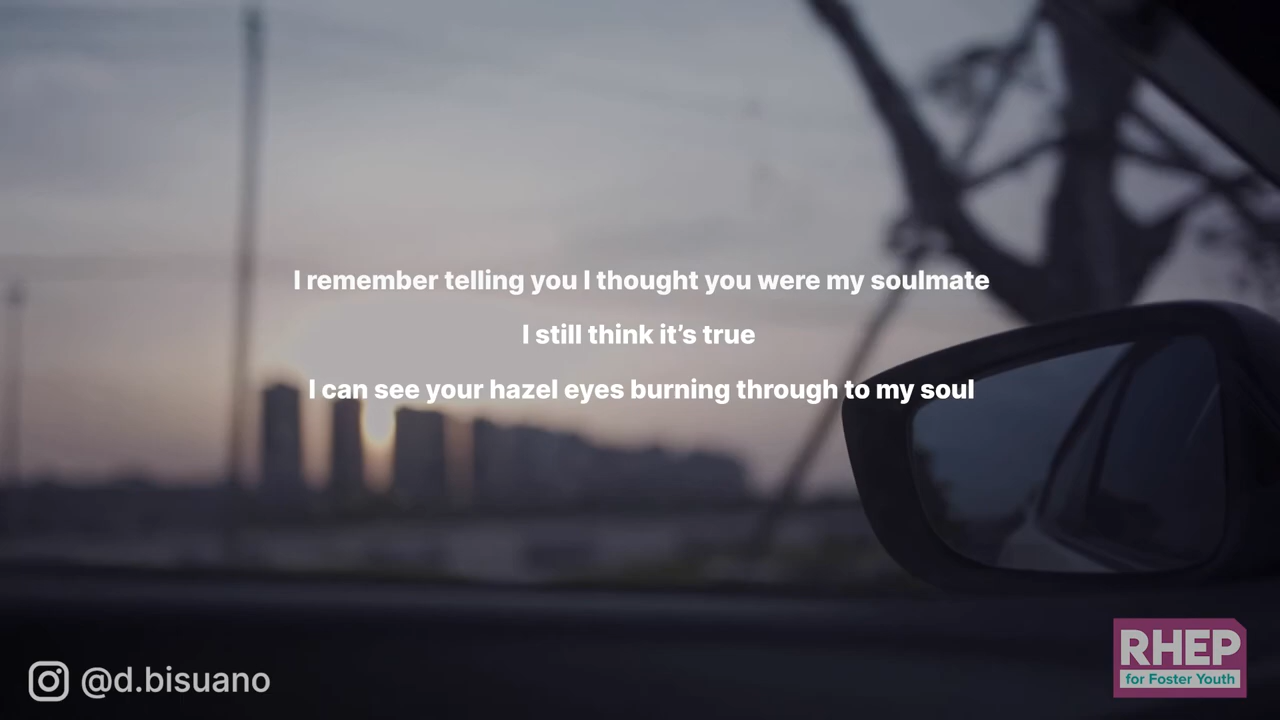 I remember telling you I thought you were my soulmate
I still think it’s true
I can see your hazel eyes burning through to my soul
@d.bisuano
RHEP
for Foster Youth